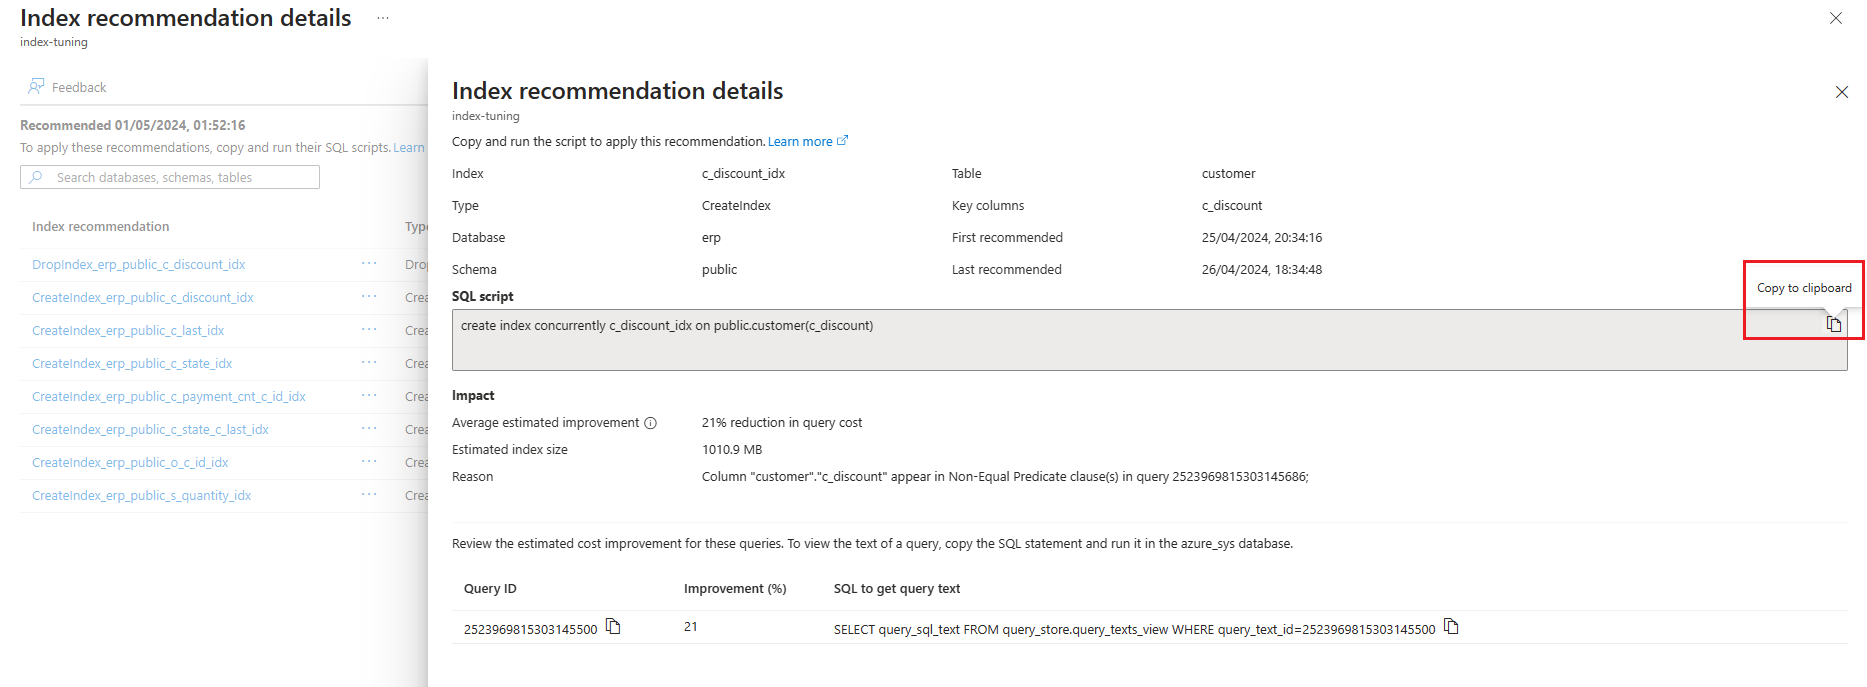 Index recommendation details ...
index-tuning
Feedback
Recommended 01/05/2024, 01:52:16
To apply these recommendations, copy and run their SQL scripts. Learn
Search databases, schemas, tables
Index recommendation Type
DropIndex_erp_public_c_discount_idx ... Drop
CreateIndex_erp_public_c_discount_idx ... Crea
CreateIndex_erp_public_c_last_idx ... Crea
CreateIndex_erp_public_c_state_idx ... Crea
CreateIndex_erp_public_c_payment_cnt_c_id_idx ... Crea
CreateIndex_erp_public_c_state_c_last_idx ... Crea
CreateIndex_erp_public_o_c_id_idx ... Crea
CreateIndex_erp_public_s_quantity_idx ... Crea
Index recommendation details
index-tuning
Copy and run the script to apply this recommendation. Learn more
Index c_discount_idx Table customer
Type CreateIndex Key columns c_discount
Database erp First recommended 25/04/2024, 20:34:16
Schema public Last recommended 26/04/2024, 18:34:48
Copy to clipboard
SQL script
create index concurrently c_discount_idx on public.customer(c_discount)
Impact
Average estimated improvement 21% reduction in query cost
Estimated index size 1010.9 MB
Reason Column "customer"."c_discount" appear in Non-Equal Predicate clause(s) in query 2523969815303145686;
Review the estimated cost improvement for these queries. To view the text of a query, copy the SQL statement and run it in the azure_sys database.
Query ID Improvement (%) SQL to get query text
2523969815303145500 21 SELECT query_sql_text FROM query_store.query_texts_view WHERE query_text_id=2523969815303145500